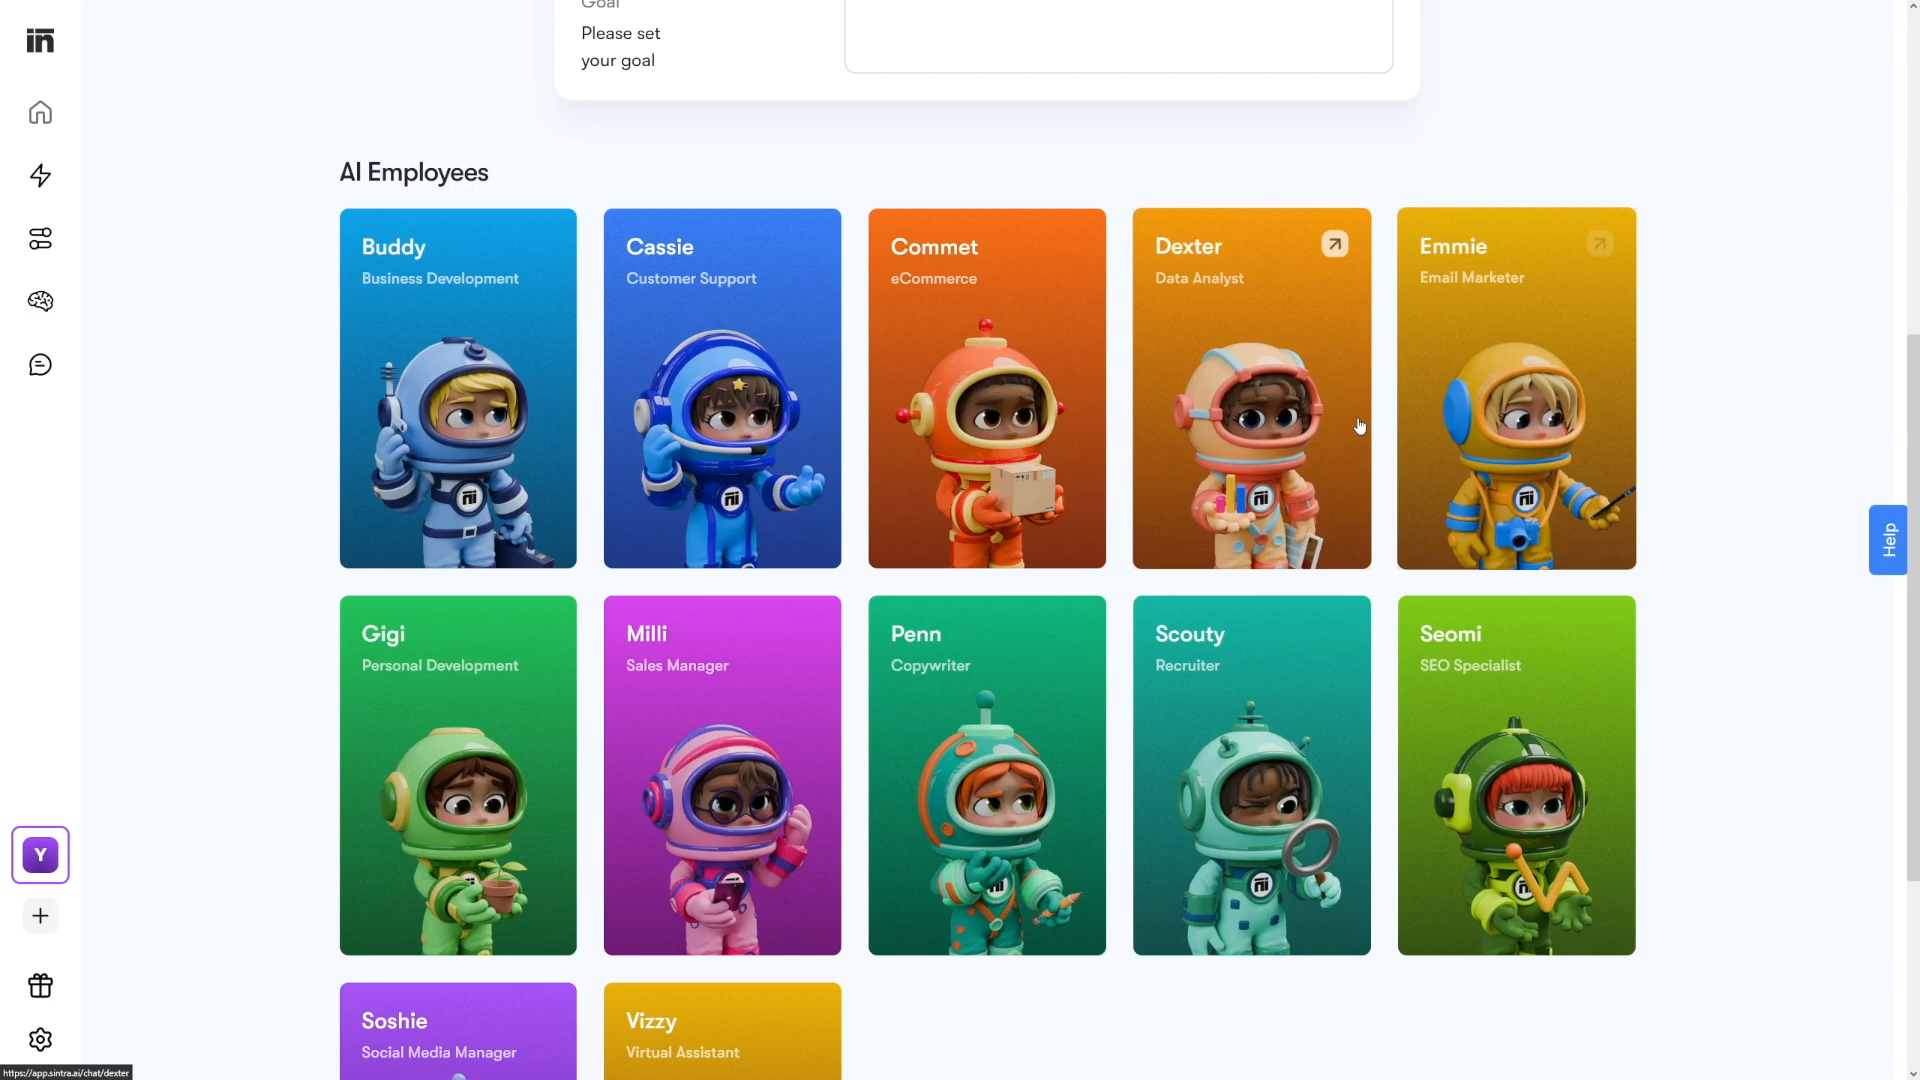 in
Goal
Please set
your goal
AI Employees
Buddy
Business Development
Cassie
Customer Support
Commet
eCommerce
Dexter
Data Analyst
Emmie
Email Marketer
Gigi
Personal Development
Milli
Sales Manager
Penn
Copywriter
Scouty
Recruiter
Seomi
SEO Specialist
Soshie
Social Media Manager
Vizzy
Virtual Assistant
Help
Y
https://app.sintra.ai/chat/dexter